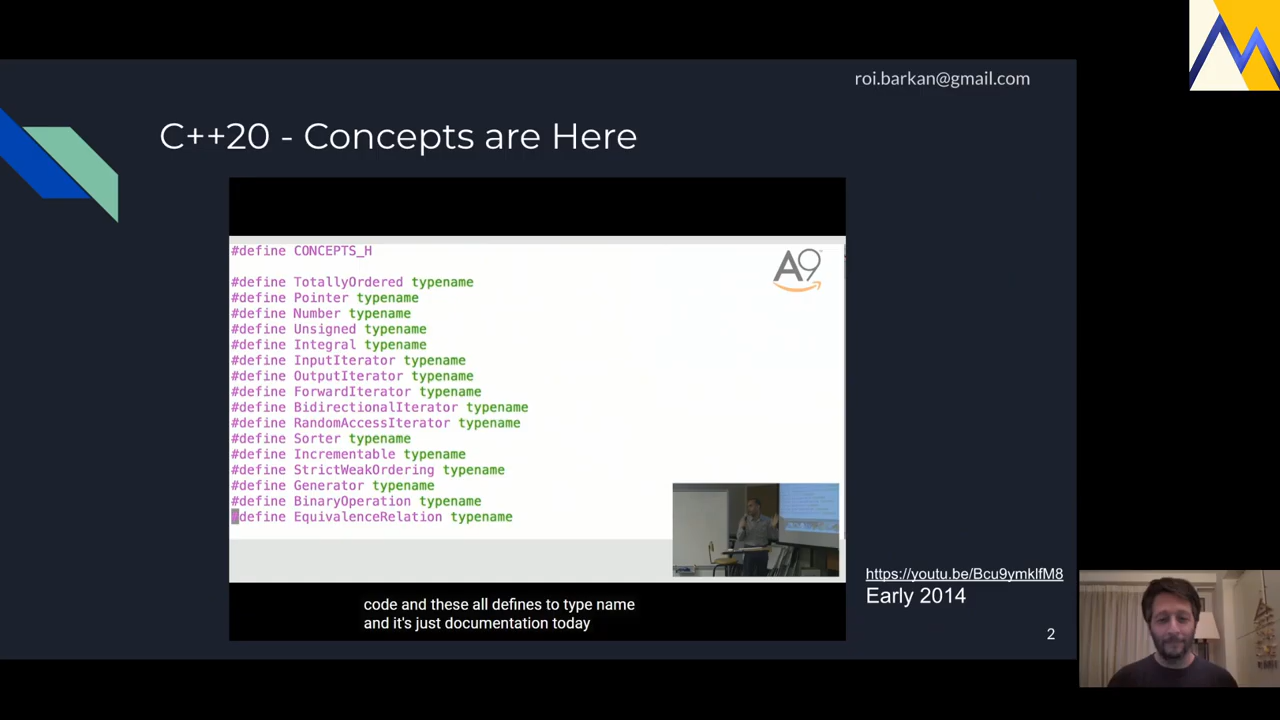 roi.barkan@gmail.com
C++20 - Concepts are Here
#define CONCEPTS_H
A9
#define TotallyOrdered typename
#define Pointer typename
#define Number typename
#define Unsigned typename
#define Integral typename
#define InputIterator typename
#define OutputIterator typename
#define ForwardIterator typename
#define BidirectionalIterator typename
#define RandomAccessIterator typename
#define Sorter typename
#define Incrementable typename
#define StrictWeakOrdering typename
#define Generator typename
#define BinaryOperation typename
#define EquivalenceRelation typename
https://youtu.be/Bcu9ymkIfM8
Early 2014
code and these all defines to type name
and it's just documentation today
2